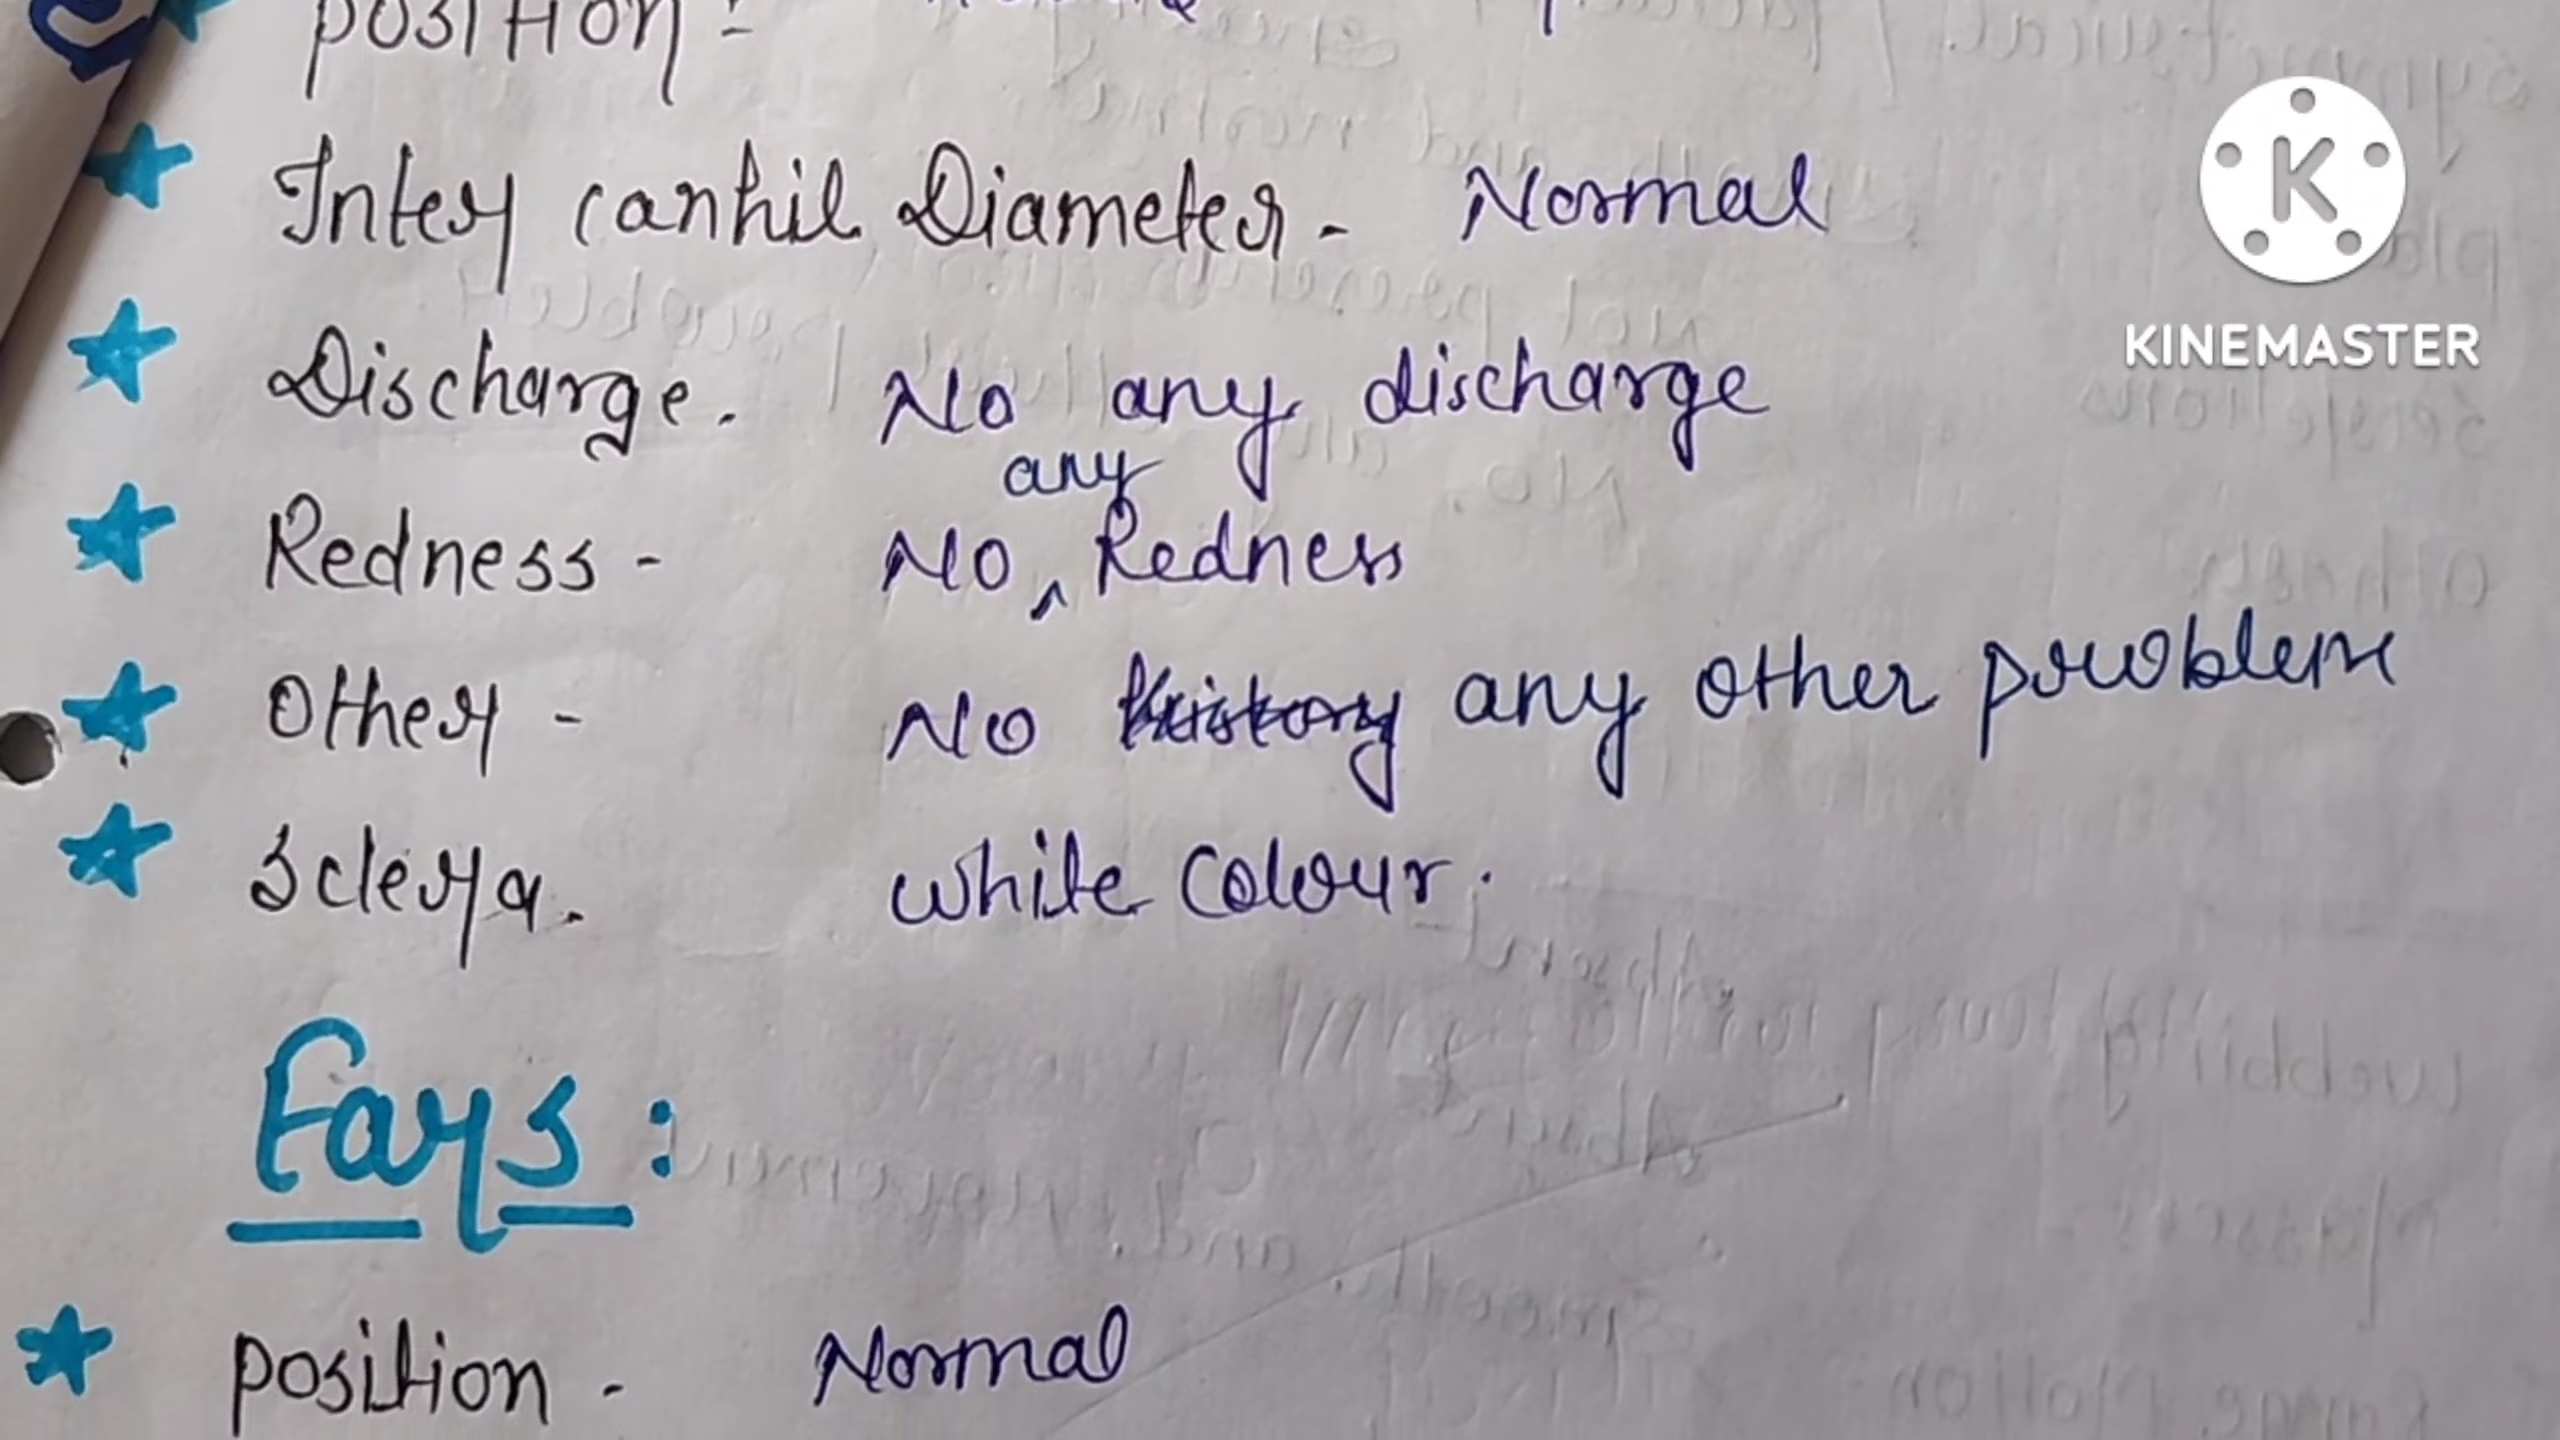 position :-
Inter canhil Diameter - Normal
Discharge. No any discharge
Redness - No any Redness
Other - No history any other problem
Sclera. white colour.
Ears :
position - Normal
KINEMASTER